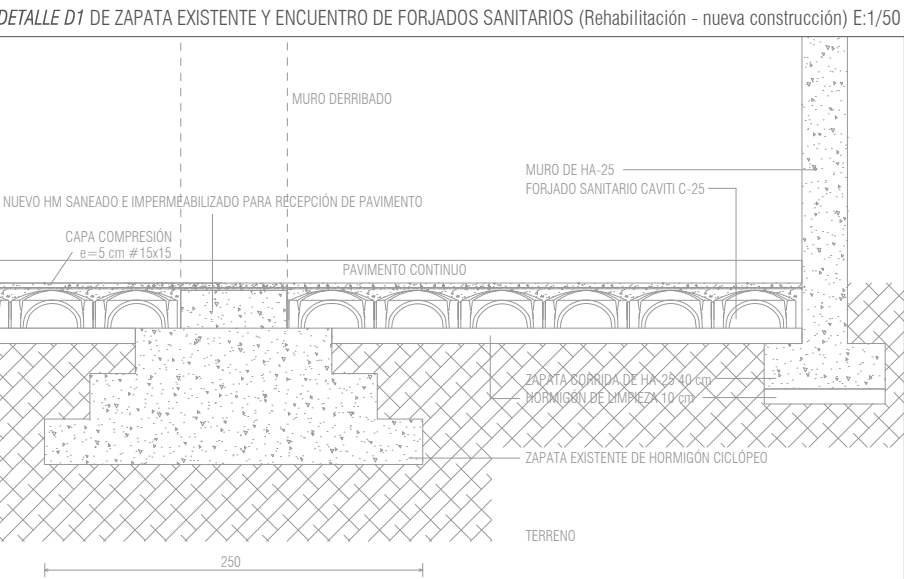 DETALLE D1 DE ZAPATA EXISTENTE Y ENCUENTRO DE FORJADOS SANITARIOS (Rehabilitación - nueva construcción) E:1/50
MURO DERRIBADO
MURO DE HA-25
FORJADO SANITARIO CAVITI C-25
NUEVO HM SANEADO E IMPERMEABILIZADO PARA RECEPCIÓN DE PAVIMENTO
CAPA COMPRESIÓN
e=5 cm #15x15
PAVIMENTO CONTINUO
ZAPATA CORRIDA DE HA-25 40 cm
HORMIGÓN DE LIMPIEZA 10 cm
ZAPATA EXISTENTE DE HORMIGÓN CICLÓPEO
TERRENO
250